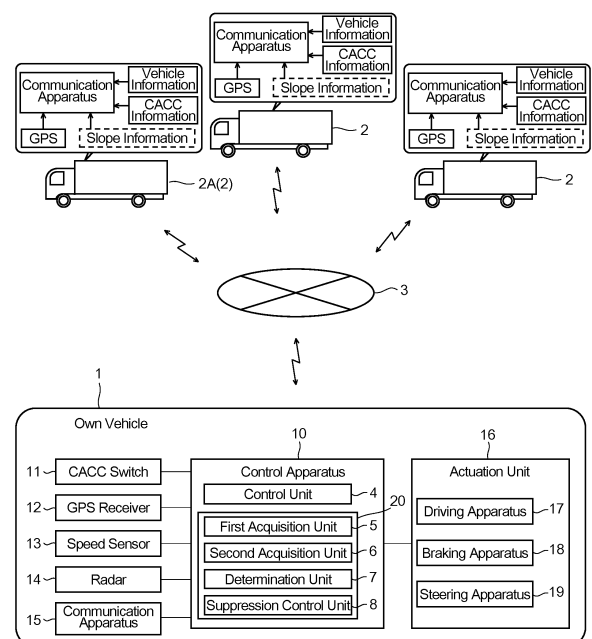 Communication
Apparatus
Vehicle
Information
CACC
Information
GPS
Slope Information
2
Communication
Apparatus
Vehicle
Information
CACC
Information
GPS
Slope Information
2A(2)
Communication
Apparatus
Vehicle
Information
CACC
Information
GPS
Slope Information
2
3
1
Own Vehicle
10
16
11
CACC Switch
12
GPS Receiver
13
Speed Sensor
14
Radar
15
Communication
Apparatus
Control Apparatus
Control Unit
4
20
First Acquisition Unit
5
Second Acquisition Unit
6
Determination Unit
7
Suppression Control Unit
8
Actuation Unit
Driving Apparatus
17
Braking Apparatus
18
Steering Apparatus
19